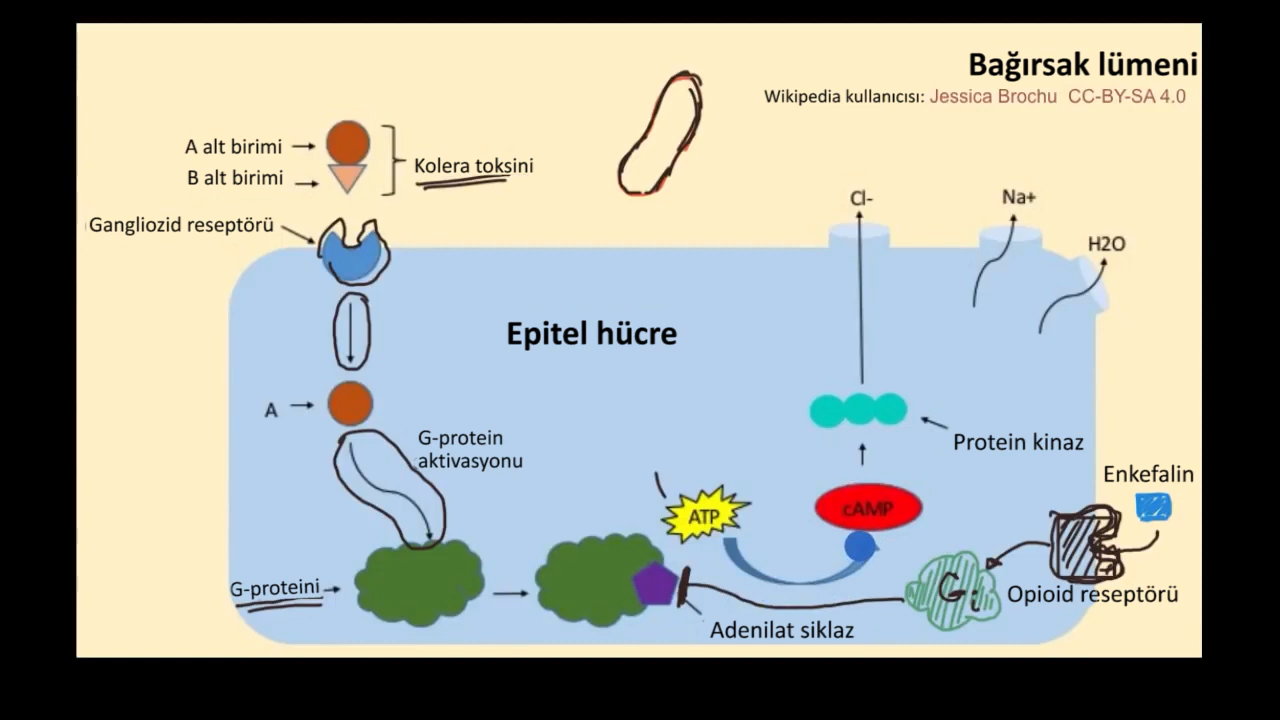 Bağırsak lümeni
Wikipedia kullanıcısı: Jessica Brochu CC-BY-SA 4.0
A alt birimi
B alt birimi
Kolera toksini
Gangliozid reseptörü
Cl-
Na+
H2O
Epitel hücre
A
G-protein
aktivasyonu
Protein kinaz
Enkefalin
ATP
cAMP
G-proteini
Gi
Opioid reseptörü
Adenilat siklaz